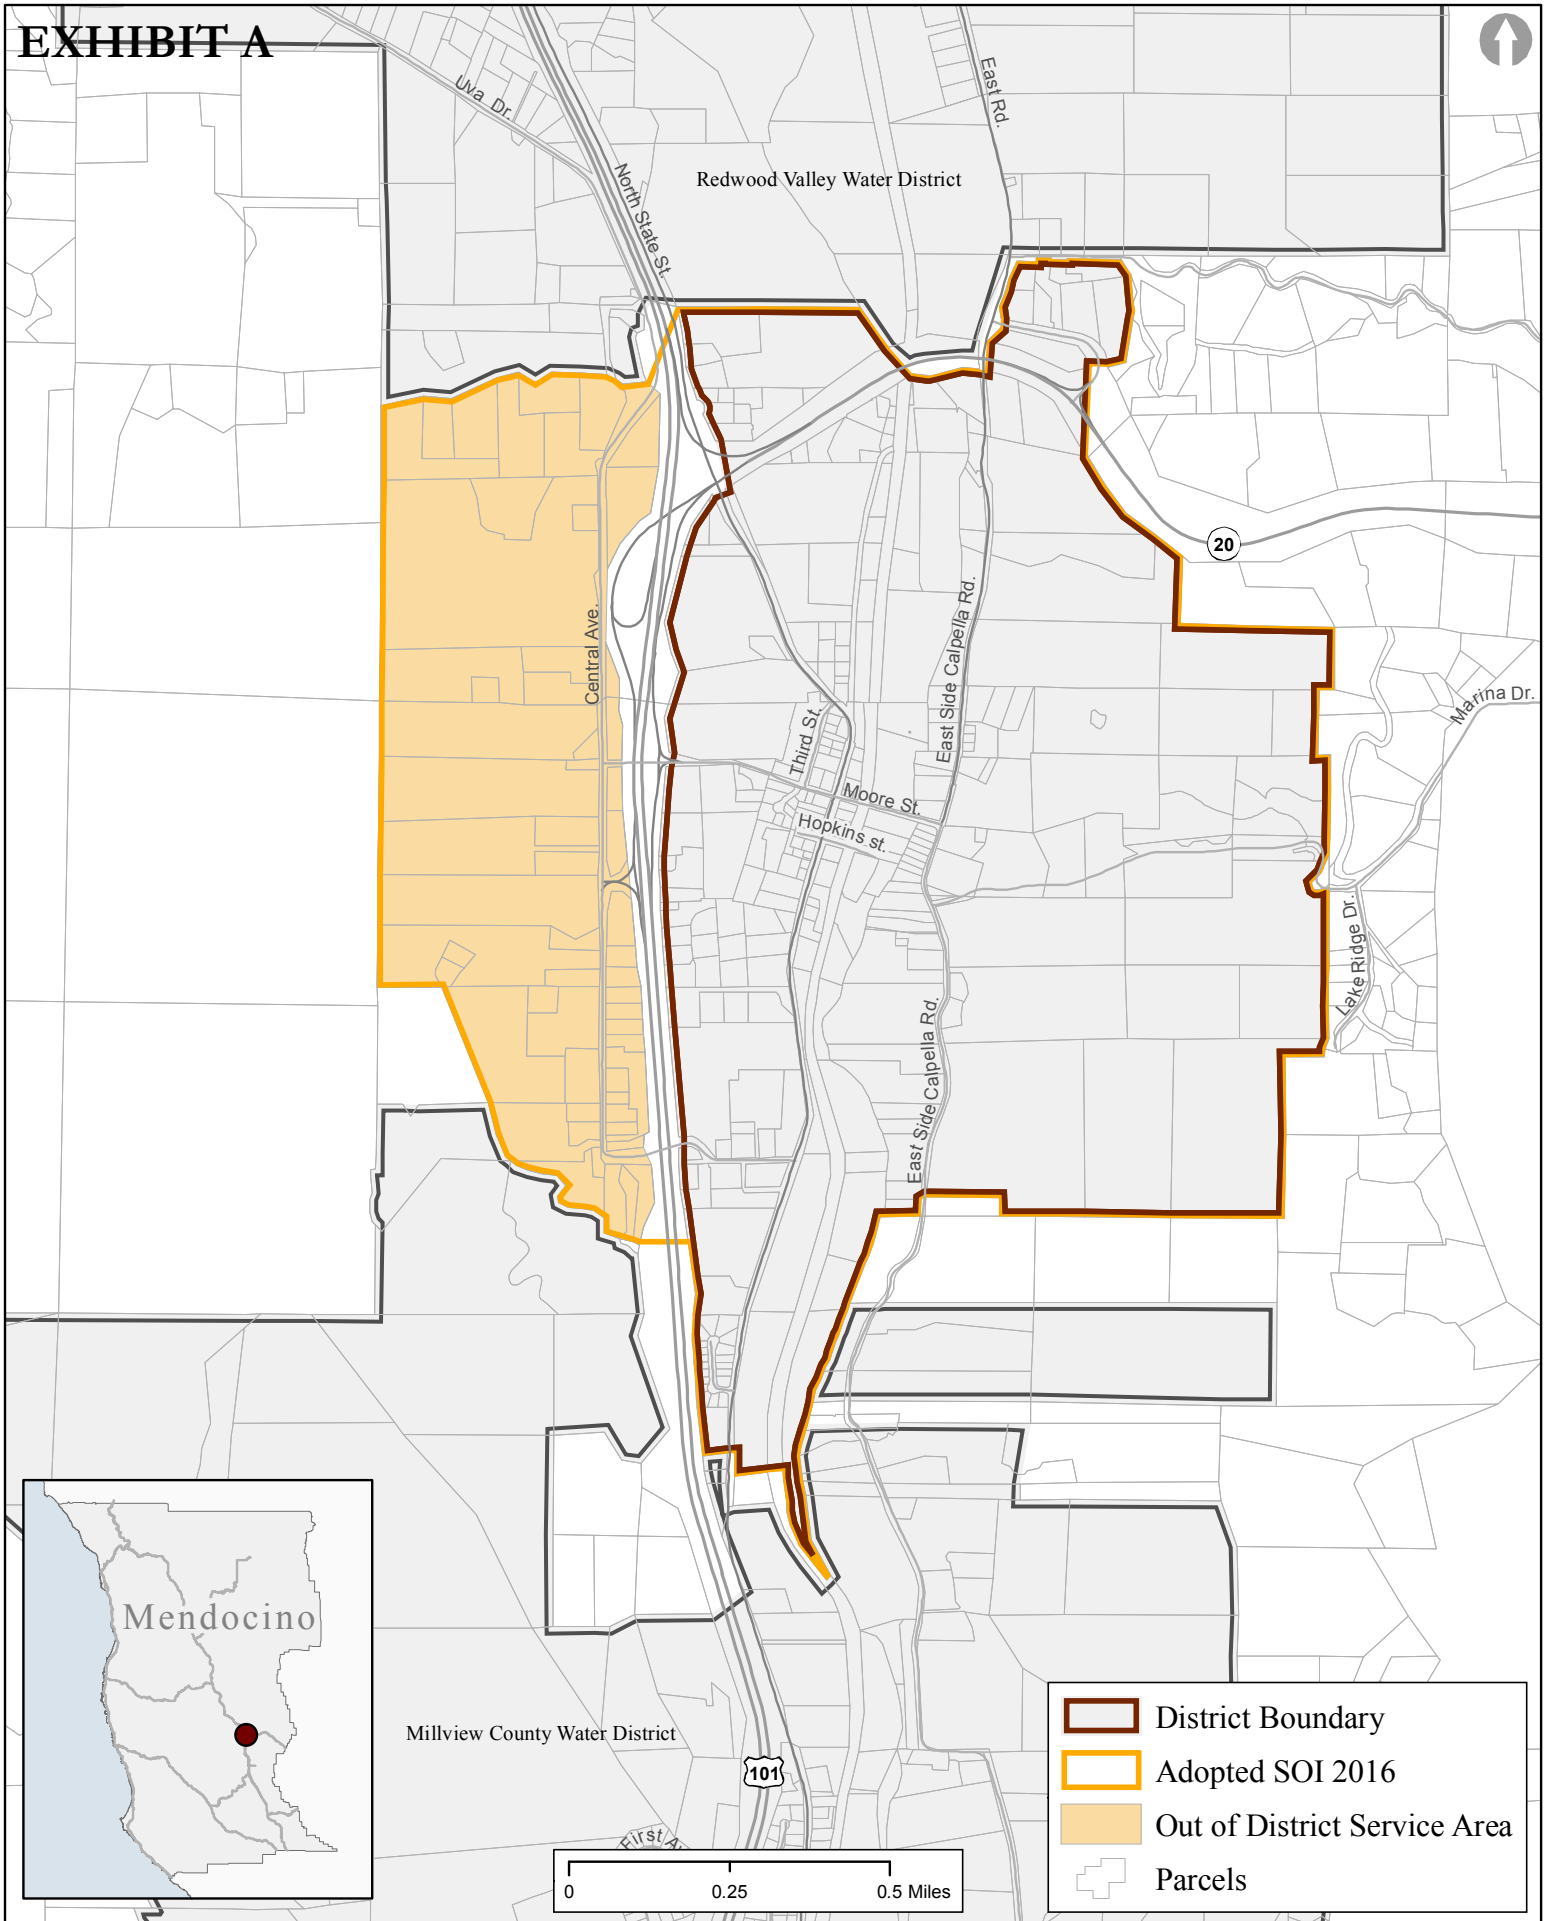 EXHIBIT A
Uva Dr.
East Rd.
North State St.
Redwood Valley Water District
20
Central Ave.
East Side Calpella Rd.
Marina Dr.
Third St.
Moore St.
Hopkins st.
Lake Ridge Dr.
East Side Calpella Rd.
Mendocino
Millview County Water District
101
First
0
0.25
0.5 Miles
District Boundary
Adopted SOI 2016
Out of District Service Area
Parcels